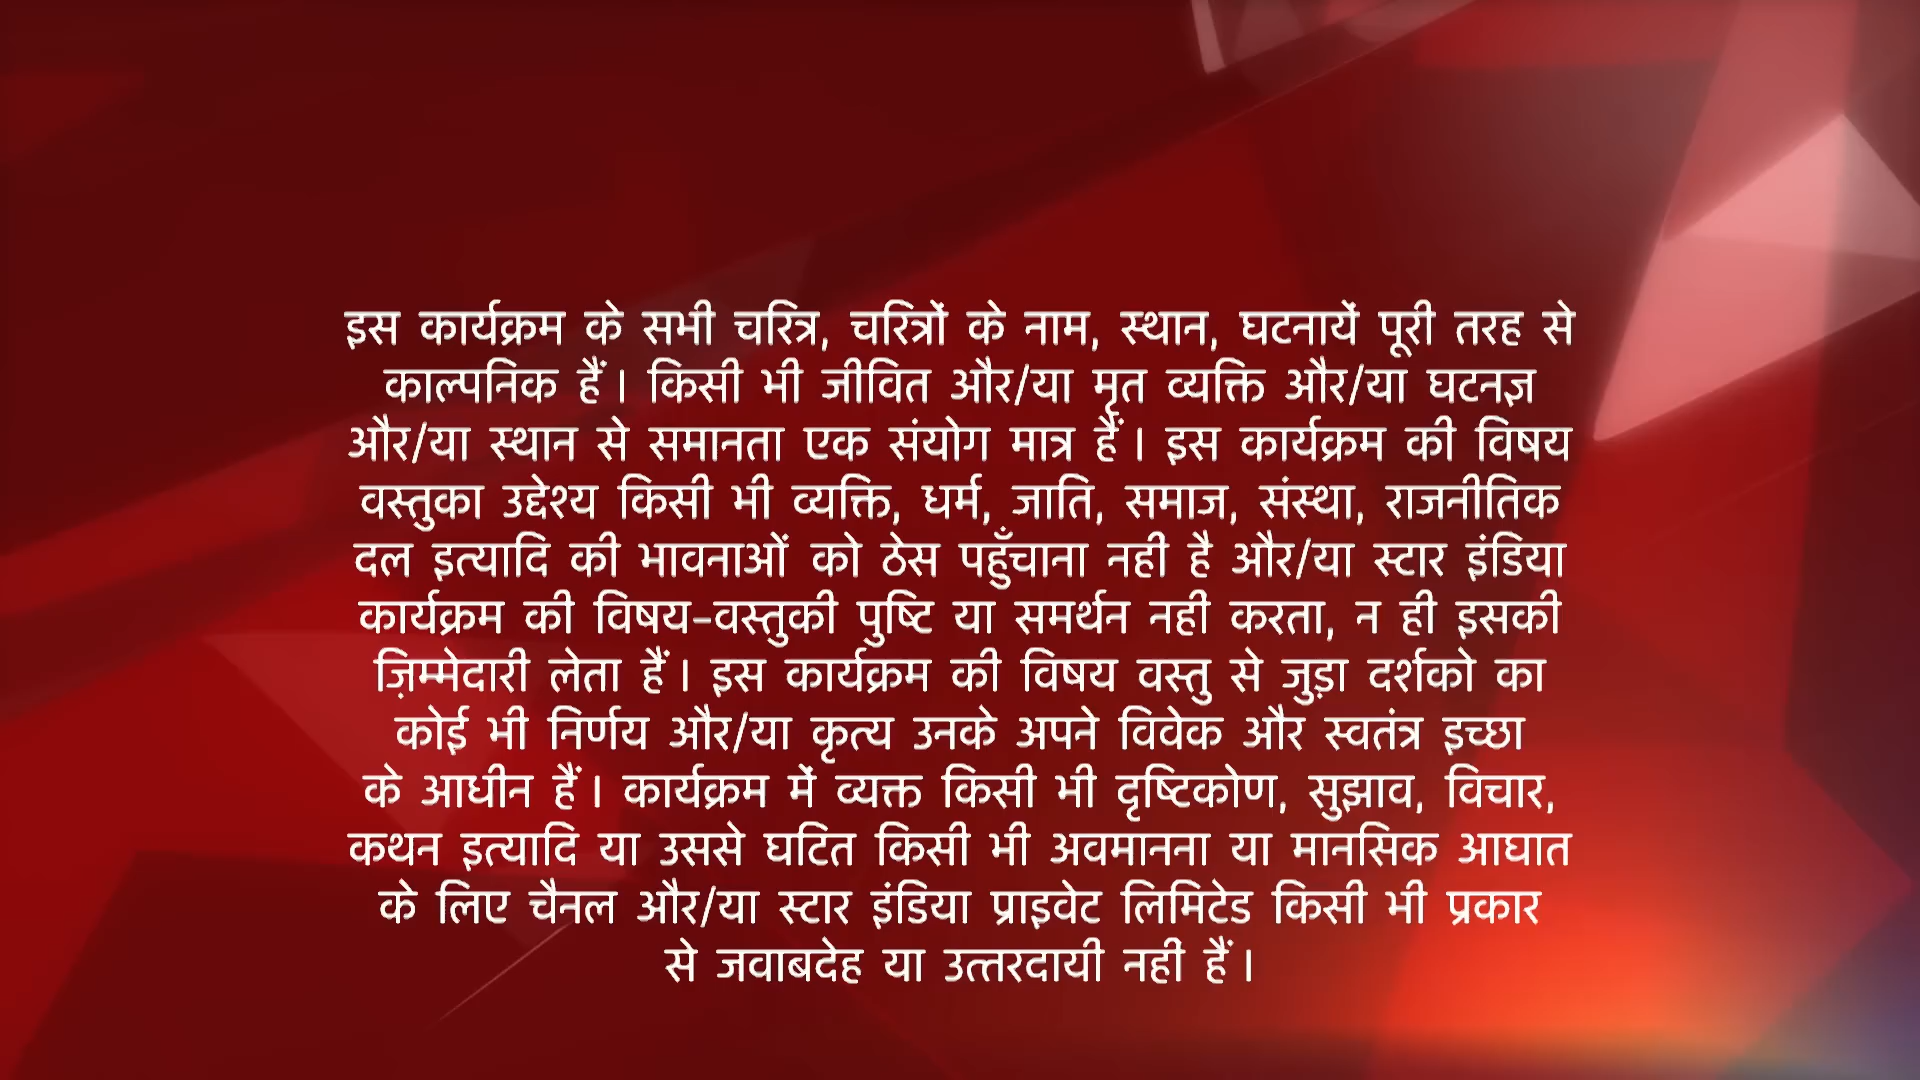 इस कार्यक्रम के सभी चरित्र, चरित्रों के नाम, स्थान, घटनायें पूरी तरह से
काल्पनिक हैं। किसी भी जीवित और/या मृत व्यक्ति और/या घटनज्ञ
और/या स्थान से समानता एक संयोग मात्र हैं। इस कार्यक्रम की विषय
वस्तुका उद्देश्य किसी भी व्यक्ति, धर्म, जाति, समाज, संस्था, राजनीतिक
दल इत्यादि की भावनाओं को ठेस पहुँचाना नही है और/या स्टार इंडिया
कार्यक्रम की विषय-वस्तुकी पुष्टि या समर्थन नही करता, न ही इसकी
ज़िम्मेदारी लेता हैं। इस कार्यक्रम की विषय वस्तु से जुड़ा दर्शको का
कोई भी निर्णय और/या कृत्य उनके अपने विवेक और स्वतंत्र इच्छा
के आधीन हैं। कार्यक्रम में व्यक्त किसी भी दृष्टिकोण, सुझाव, विचार,
कथन इत्यादि या उससे घटित किसी भी अवमानना या मानसिक आघात
के लिए चैनल और/या स्टार इंडिया प्राइवेट लिमिटेड किसी भी प्रकार
से जवाबदेह या उत्तरदायी नही हैं।